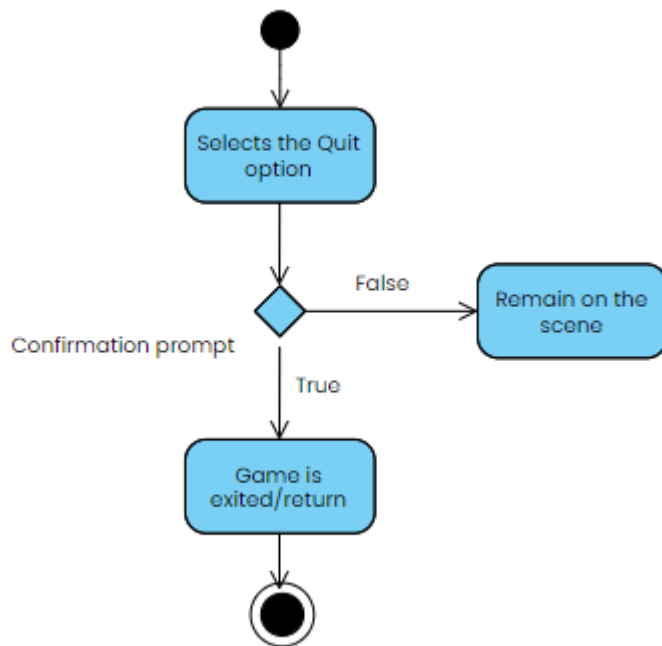 Selects the Quit
option
False
Remain on the
scene
Confirmation prompt
True
Game is
exited/return